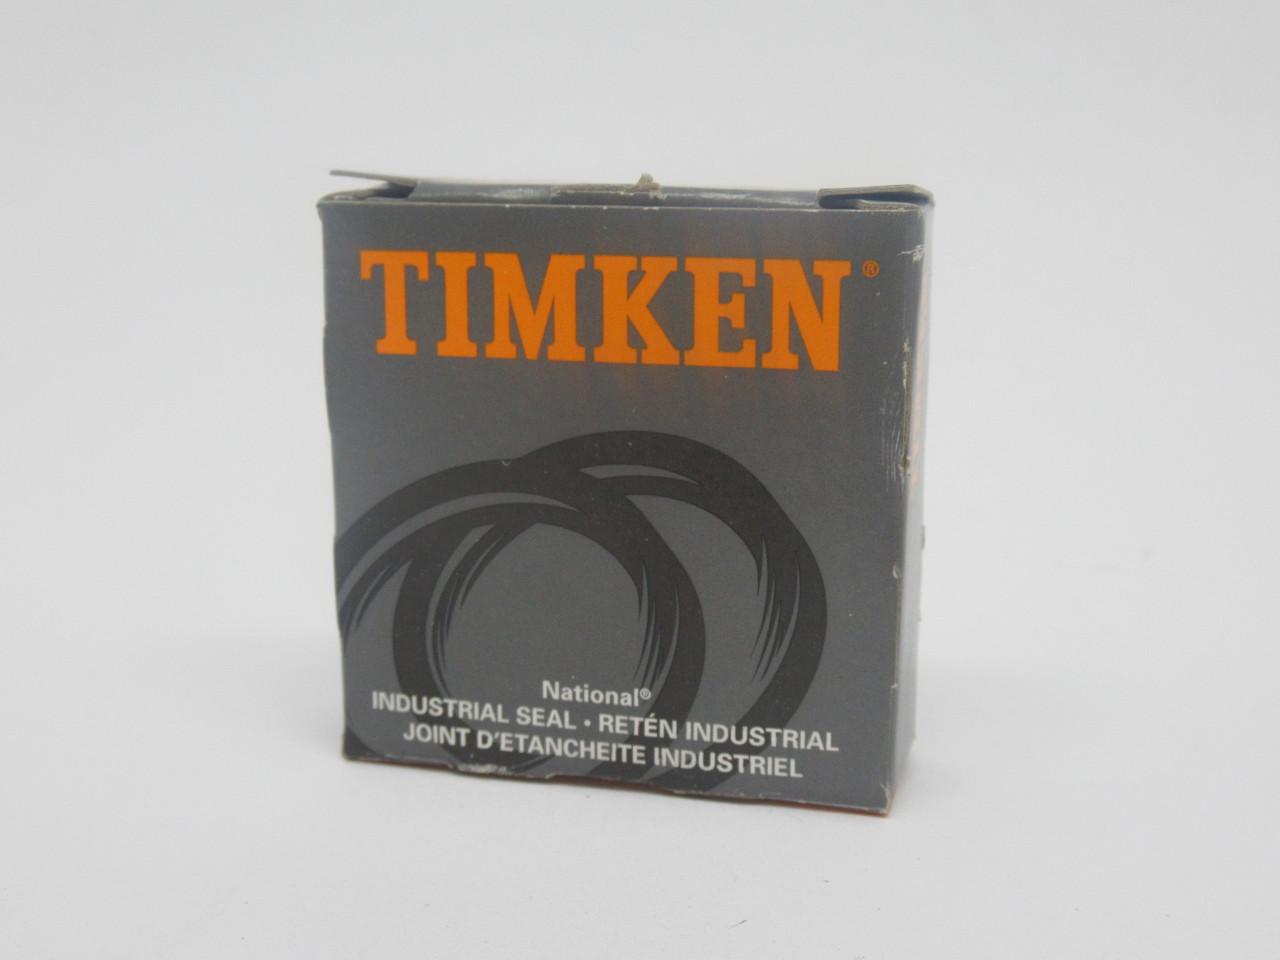 TIMKEN®
National®
INDUSTRIAL SEAL • RETÉN INDUSTRIAL
JOINT D'ETANCHEITE INDUSTRIEL